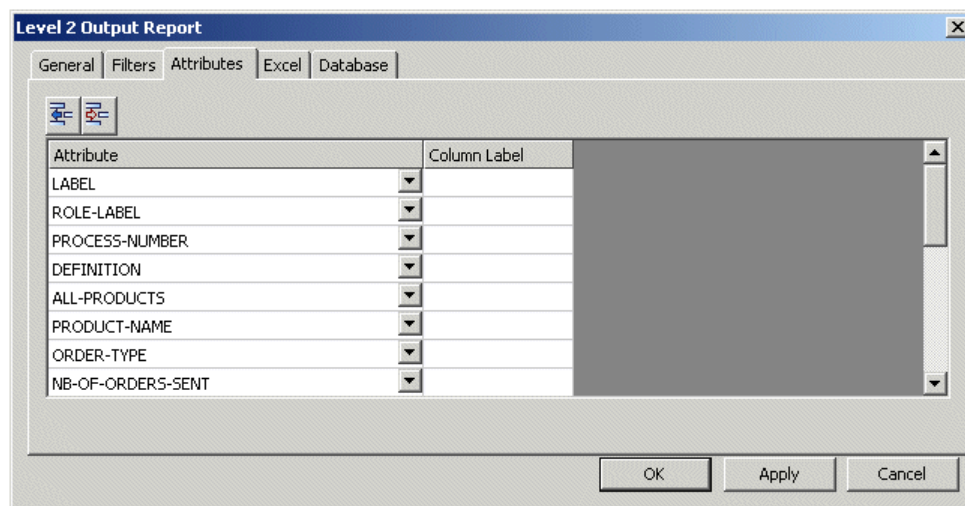 Level 2 Output Report
General Filters Attributes Excel Database
Attribute Column Label
LABEL
ROLE-LABEL
PROCESS-NUMBER
DEFINITION
ALL-PRODUCTS
PRODUCT-NAME
ORDER-TYPE
NB-OF-ORDERS-SENT
OK Apply Cancel